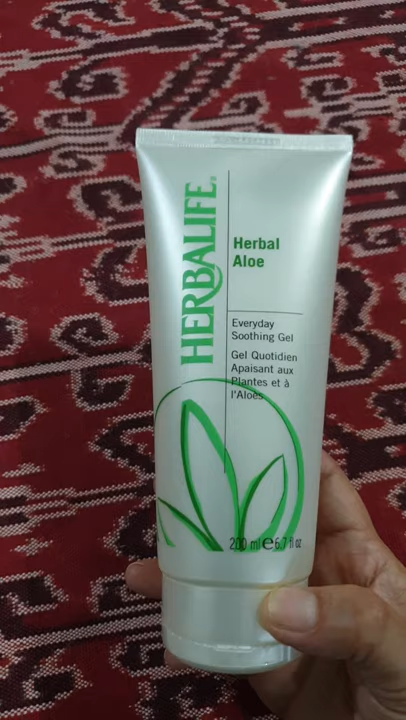 HERBALIFE®
Herbal
Aloe
Everyday
Soothing Gel
Gel Quotidien
Apaisant aux
Plantes et à
l'Aloès
200 ml ℮ 6.7 fl oz